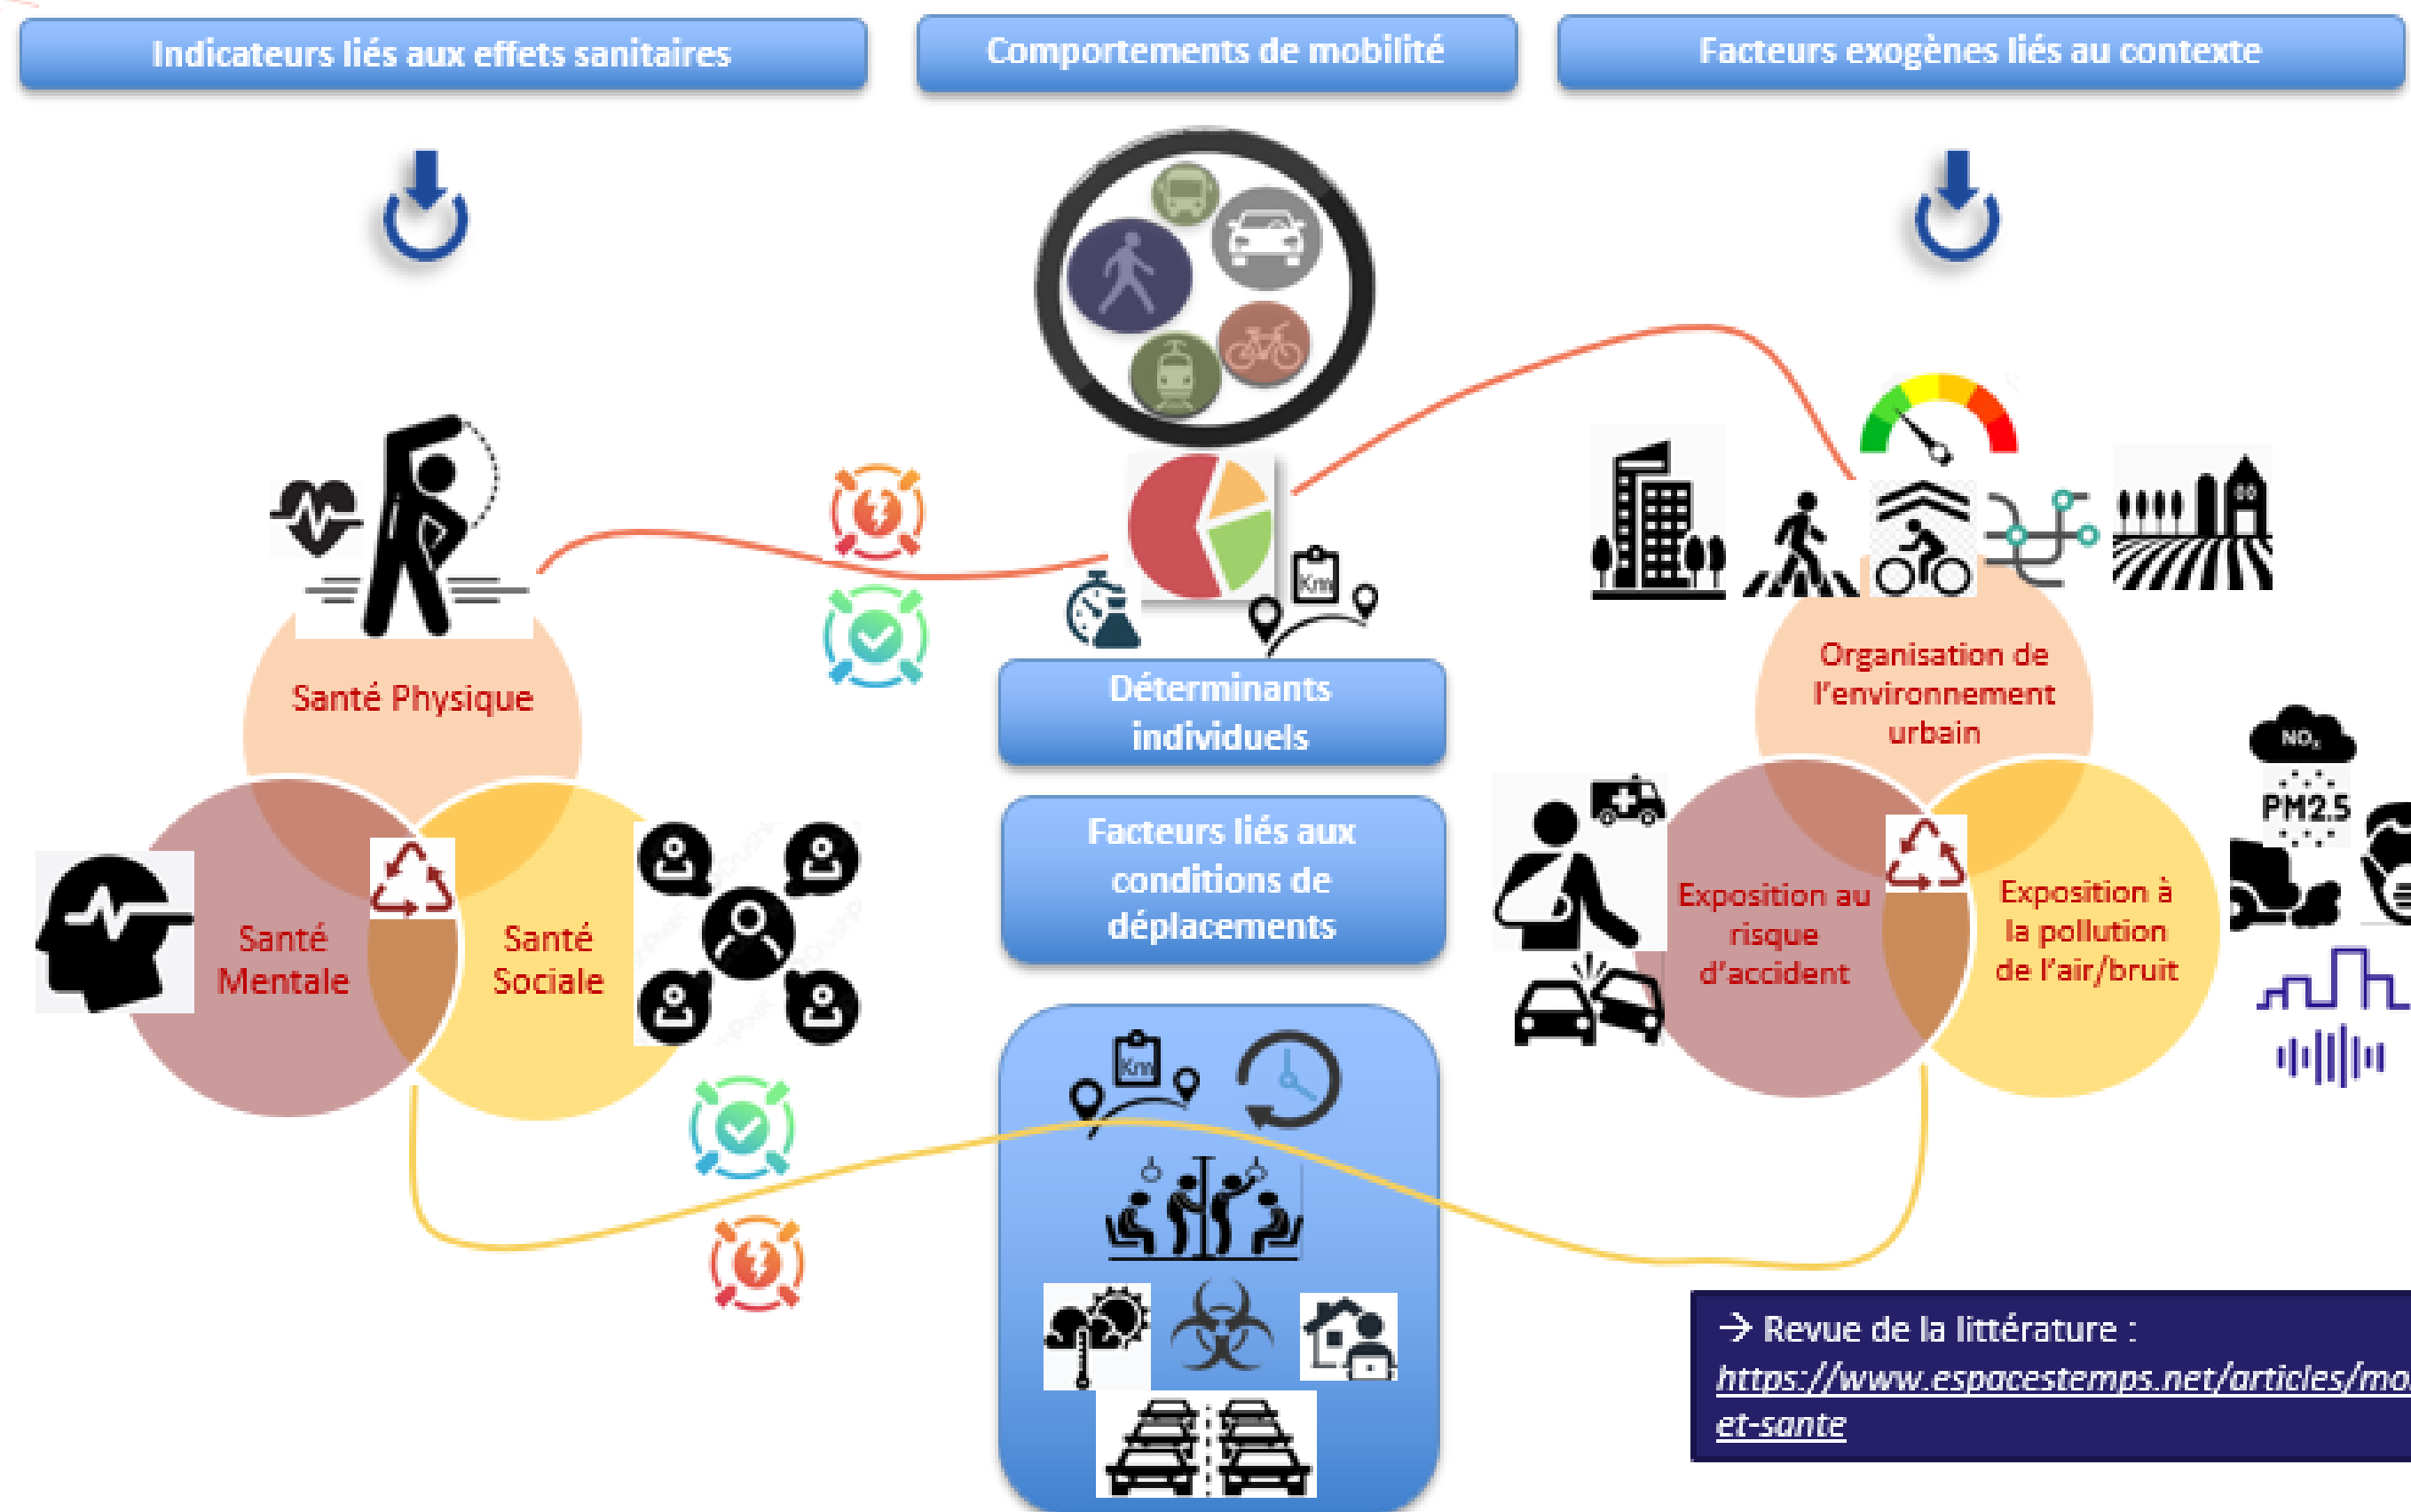 Indicateurs liés aux effets sanitaires
Comportements de mobilité
Facteurs exogènes liés au contexte
Km
Déterminants
individuels
Facteurs liés aux
conditions de
déplacements
Km
Santé Physique
Santé
Mentale
Santé
Sociale
Organisation de
l'environnement
urbain
Exposition au
risque
d'accident
Exposition à
la pollution
de l'air/bruit
NOx
PM2.5
→ Revue de la littérature :
https://www.espacestemps.net/articles/mo
et-sante